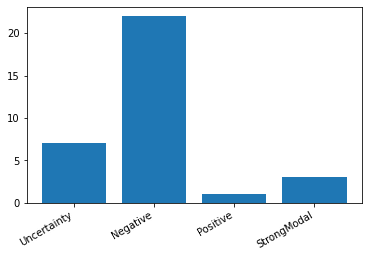 20
15
10
5
0
Uncertainty
Negative
Positive
StrongModal